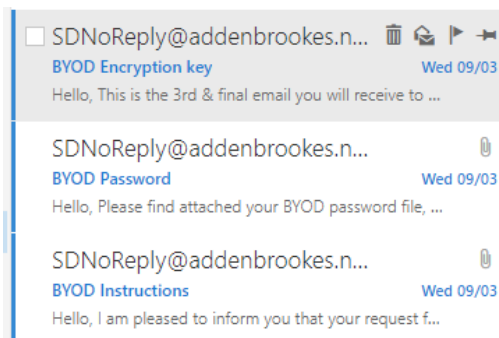 SDNoReply@addenbrookes.n...
BYOD Encryption key Wed 09/03
Hello, This is the 3rd & final email you will receive to ...
SDNoReply@addenbrookes.n...
BYOD Password Wed 09/03
Hello, Please find attached your BYOD password file, ...
SDNoReply@addenbrookes.n...
BYOD Instructions Wed 09/03
Hello, I am pleased to inform you that your request f...